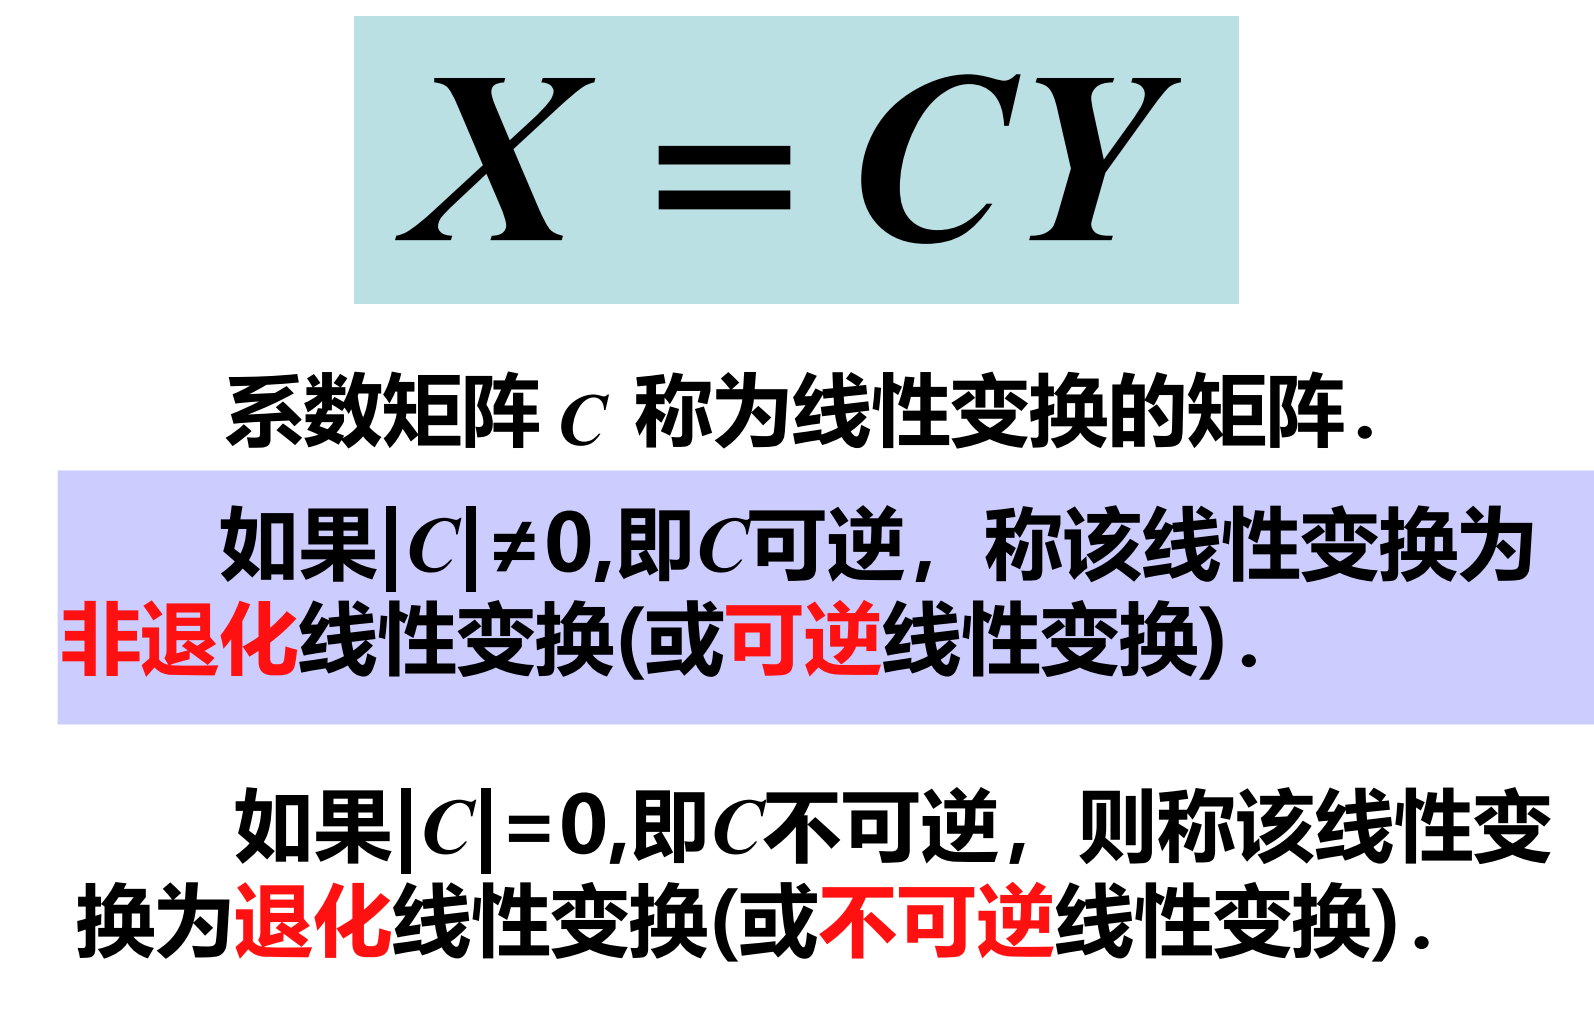 X = CY
系数矩阵 C 称为线性变换的矩阵.
如果|C|≠0,即C可逆，称该线性变换为
非退化线性变换(或可逆线性变换).
如果|C|=0,即C不可逆，则称该线性变
换为退化线性变换(或不可逆线性变换).